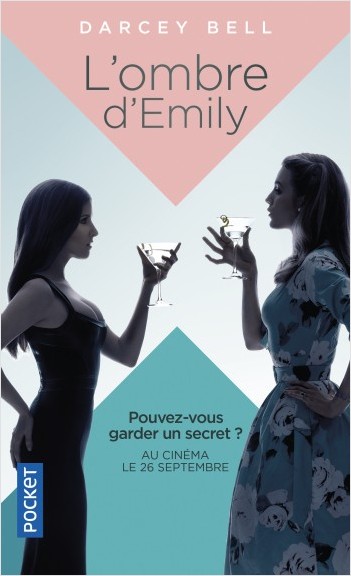 DARCEY BELL
L'ombre
d'Emily
Pouvez-vous
garder un secret ?
AU CINÉMA
LE 26 SEPTEMBRE
POCKET